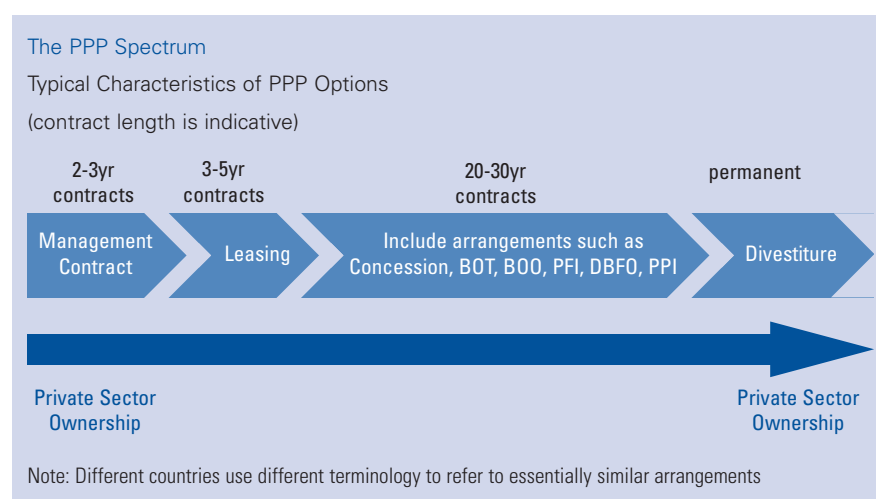 The PPP Spectrum
Typical Characteristics of PPP Options
(contract length is indicative)
2-3yr
contracts
3-5yr
contracts
20-30yr
contracts
permanent
Management
Contract
Leasing
Include arrangements such as
Concession, BOT, BOO, PFI, DBFO, PPI
Divestiture
Private Sector
Ownership
Private Sector
Ownership
Note: Different countries use different terminology to refer to essentially similar arrangements